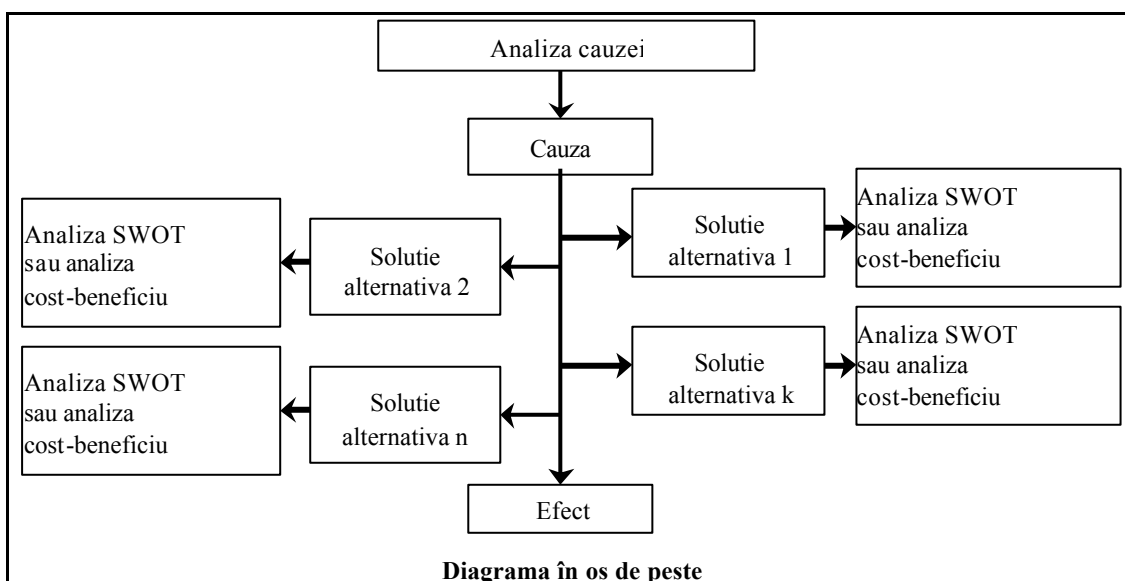 Analiza cauzei
Cauza
Analiza SWOT
sau analiza
cost-beneficiu
Solutie
alternativa 2
Solutie
alternativa 1
Analiza SWOT
sau analiza
cost-beneficiu
Analiza SWOT
sau analiza
cost-beneficiu
Solutie
alternativa n
Solutie
alternativa k
Analiza SWOT
sau analiza
cost-beneficiu
Efect
Diagrama în os de peste